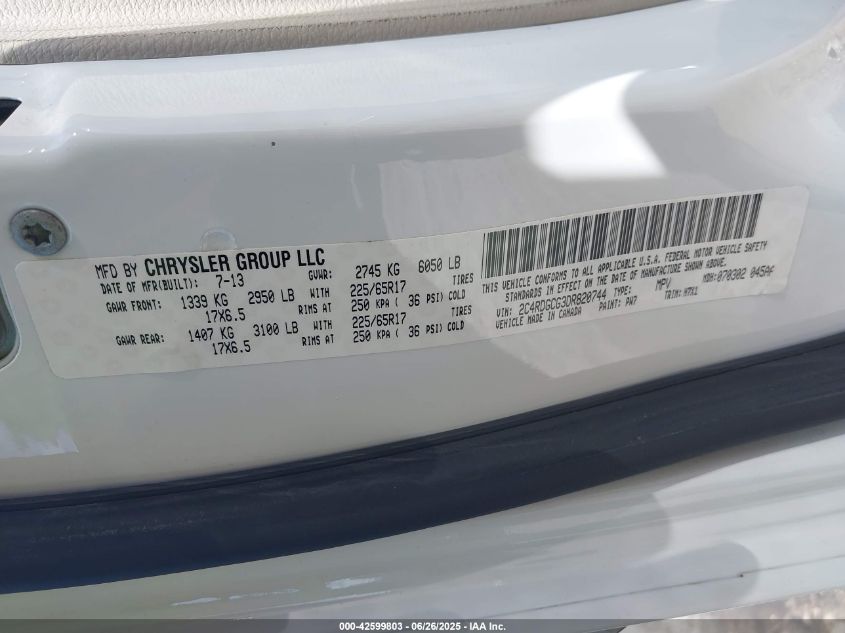 MFD BY CHRYSLER GROUP LLC
DATE OF MFR(BUILT): 7-13 GVWR: 2745 KG 6050 LB
GAWR FRONT: 1339 KG 2950 LB WITH 225/65R17 TIRES
17X6.5 RIMS AT 250 KPA ( 36 PSI) COLD
GAWR REAR: 1407 KG 3100 LB WITH 225/65R17 TIRES
17X6.5 RIMS AT 250 KPA ( 36 PSI) COLD
THIS VEHICLE CONFORMS TO ALL APPLICABLE U.S.A. FEDERAL MOTOR VEHICLE SAFETY
STANDARDS IN EFFECT ON THE DATE OF MANUFACTURE SHOWN ABOVE.
VIN: 2C4RDGCG3DR820744 TYPE: MPV MDH: 070302 045AF
VEHICLE MADE IN CANADA PAINT: PW7 TRIM:
000-42599803 / 06/26/2025 - IAA Inc.